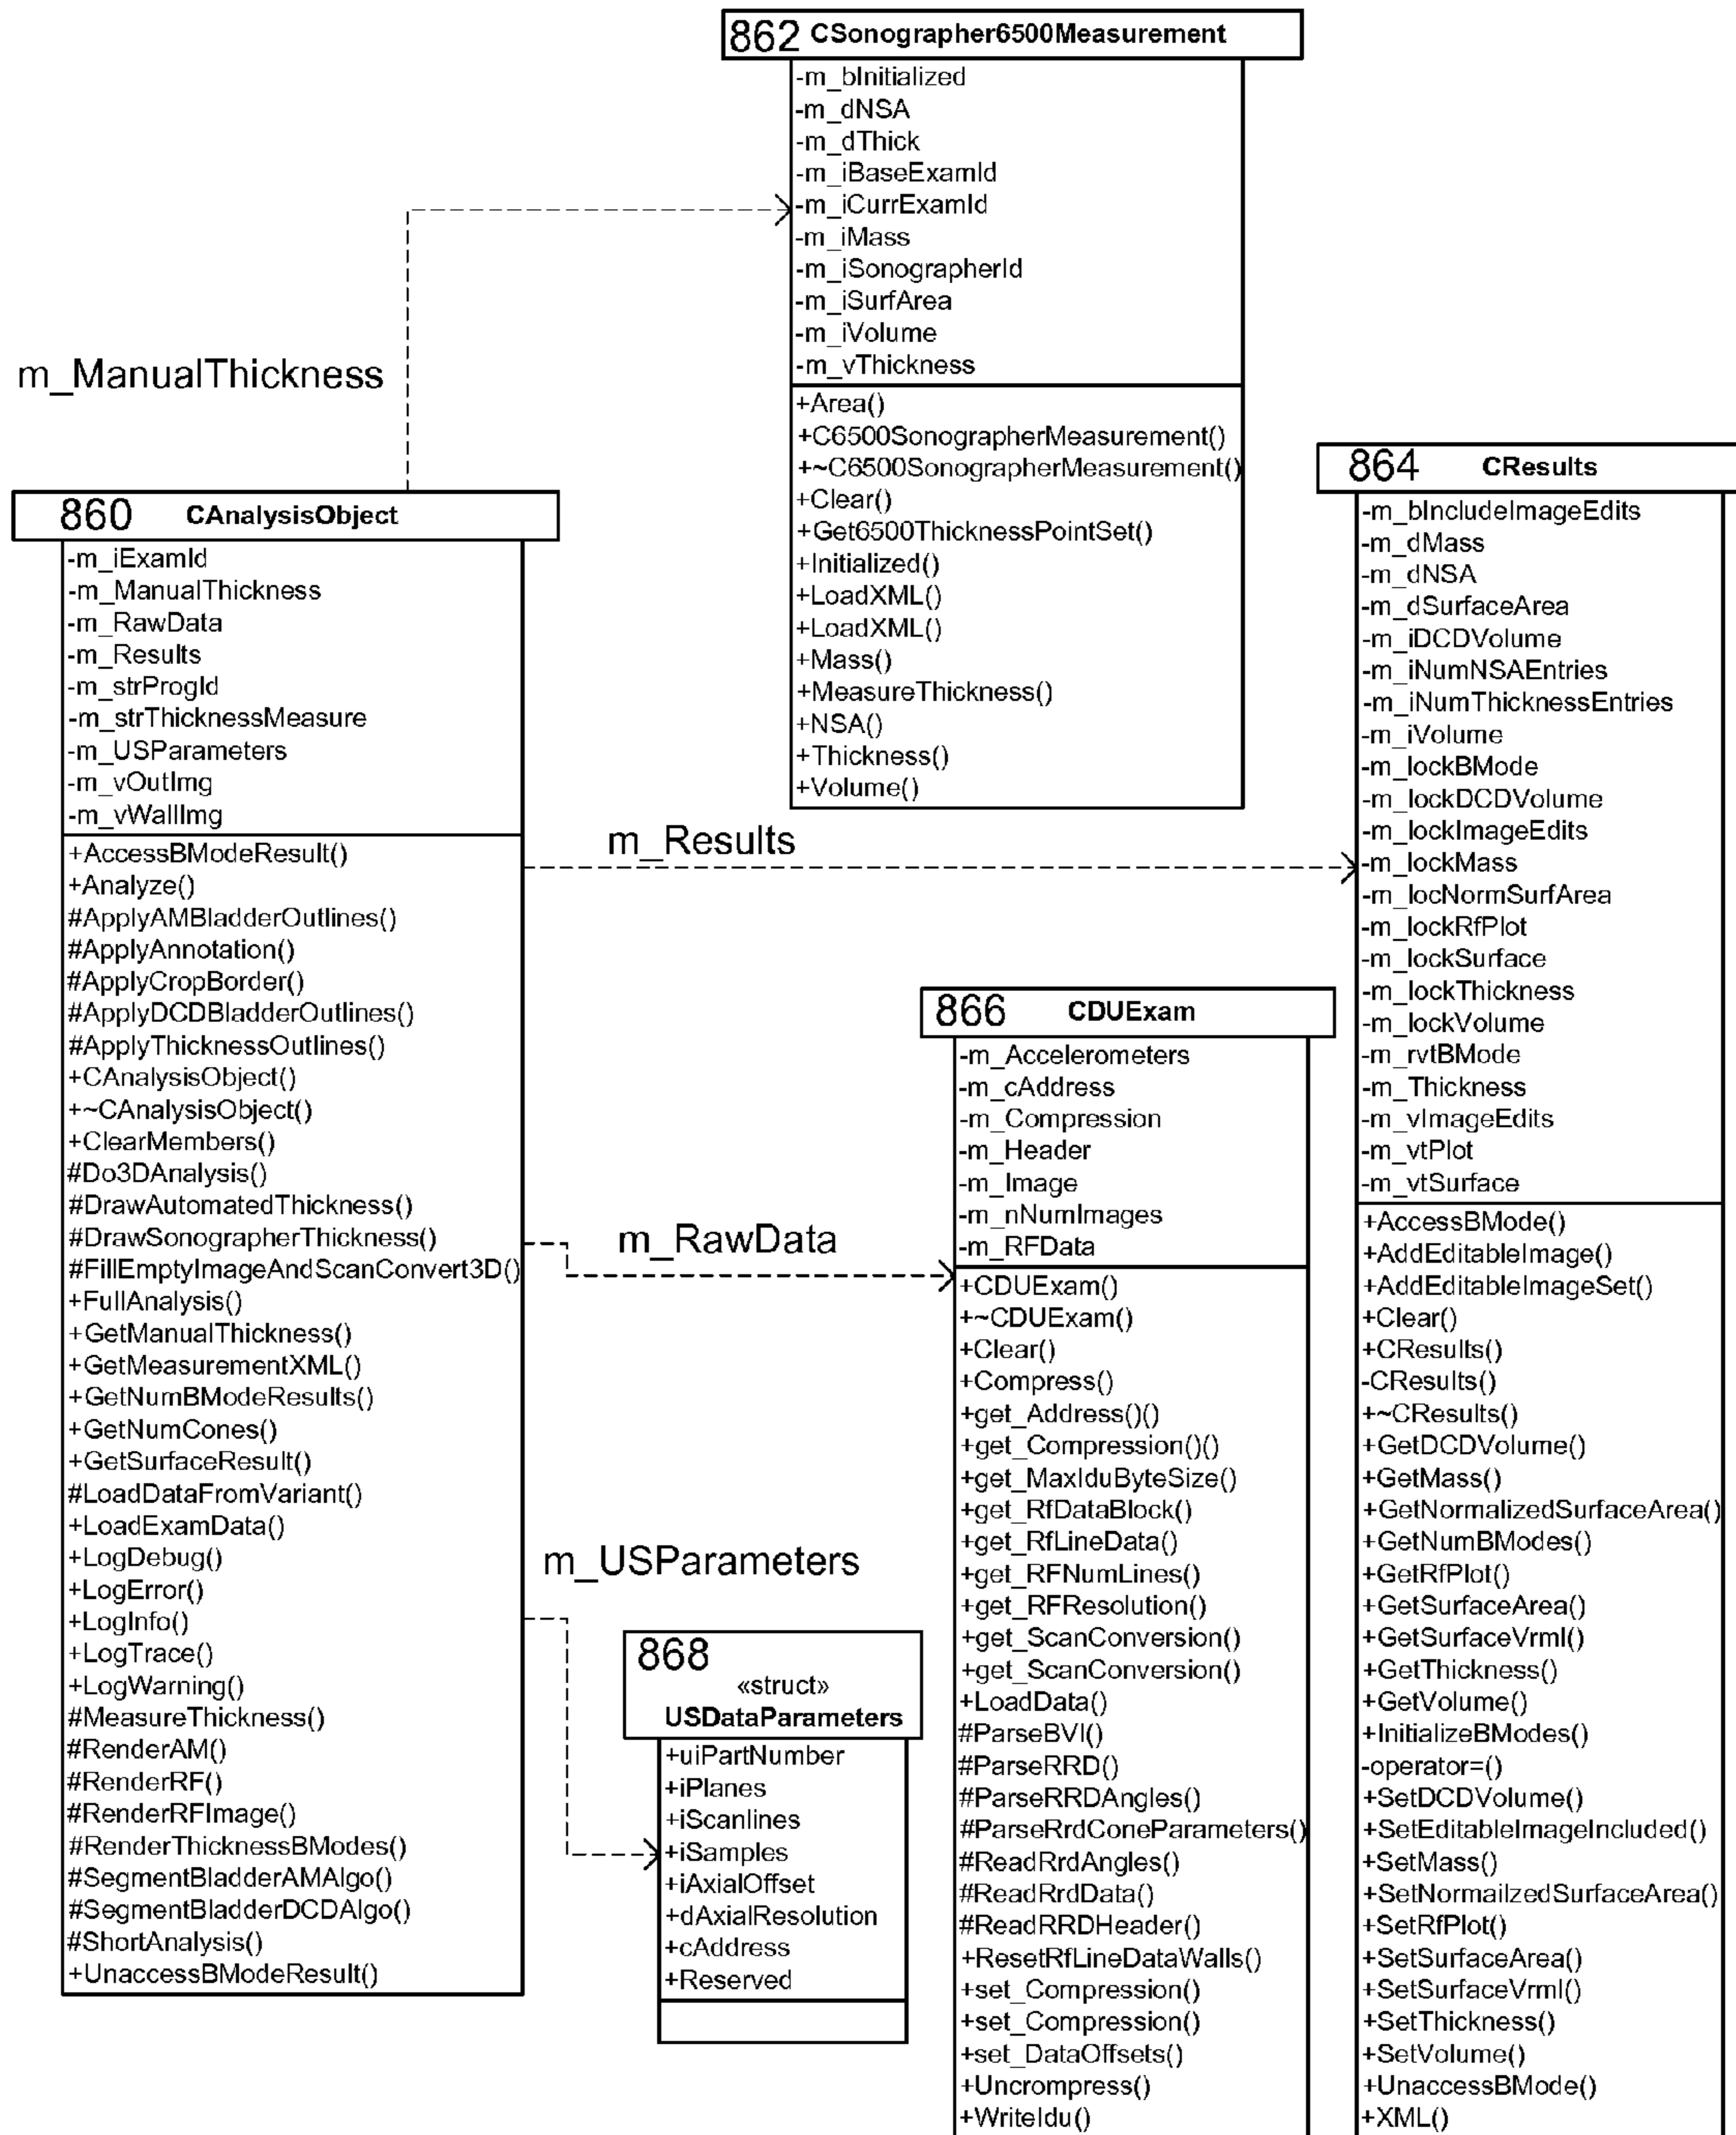 862 CSonographer6500Measurement
-m_bInitialized
-m_dNSA
-m_dThick
-m_iBaseExamId
-m_iCurrExamId
-m_iMass
-m_iSonographerId
-m_iSurfArea
-m_iVolume
-m_vThickness
+Area()
+C6500SonographerMeasurement()
+~C6500SonographerMeasurement()
+Clear()
+Get6500ThicknessPointSet()
+Initialized()
+LoadXML()
+LoadXML()
+Mass()
+MeasureThickness()
+NSA()
+Thickness()
+Volume()
m_ManualThickness
860 CAnalysisObject
-m_iExamId
-m_ManualThickness
-m_RawData
-m_Results
-m_strProgId
-m_strThicknessMeasure
-m_USParameters
-m_vOutImg
-m_vWallImg
+AccessBModeResult()
+Analyze()
#ApplyAMBladderOutlines()
#ApplyAnnotation()
#ApplyCropBorder()
#ApplyDCDBladderOutlines()
#ApplyThicknessOutlines()
+CAnalysisObject()
+~CAnalysisObject()
+ClearMembers()
#Do3DAnalysis()
#DrawAutomatedThickness()
#DrawSonographerThickness()
#FillEmptyImageAndScanConvert3D()
+FullAnalysis()
+GetManualThickness()
+GetMeasurementXML()
+GetNumBModeResults()
+GetNumCones()
+GetSurfaceResult()
#LoadDataFromVariant()
+LoadExamData()
+LogDebug()
+LogError()
+LogInfo()
+LogTrace()
+LogWarning()
#MeasureThickness()
#RenderAM()
#RenderRF()
#RenderRFImage()
#RenderThicknessBModes()
#SegmentBladderAMAlgo()
#SegmentBladderDCDAlgo()
#ShortAnalysis()
+UnaccessBModeResult()
m_Results
m_RawData
m_USParameters
868
«struct»
USDataParameters
+uiPartNumber
+iPlanes
+iScanlines
+iSamples
+iAxialOffset
+dAxialResolution
+cAddress
+Reserved
866 CDUExam
-m_Accelerometers
-m_cAddress
-m_Compression
-m_Header
-m_Image
-m_nNumImages
-m_RFData
+CDUExam()
+~CDUExam()
+Clear()
+Compress()
+get_Address()()
+get_Compression()()
+get_MaxIduByteSize()
+get_RfDataBlock()
+get_RfLineData()
+get_RFNumLines()
+get_RFResolution()
+get_ScanConversion()
+get_ScanConversion()
+LoadData()
#ParseBVI()
#ParseRRD()
#ParseRRDAngles()
#ParseRrdConeParameters()
#ReadRrdAngles()
#ReadRrdData()
#ReadRRDHeader()
+ResetRfLineDataWalls()
+set_Compression()
+set_Compression()
+set_DataOffsets()
+Uncrompress()
+WriteIdu()
864 CResults
-m_bIncludeImageEdits
-m_dMass
-m_dNSA
-m_dSurfaceArea
-m_iDCDVolume
-m_iNumNSAEntries
-m_iNumThicknessEntries
-m_iVolume
-m_lockBMode
-m_lockDCDVolume
-m_lockImageEdits
-m_lockMass
-m_locNormSurfArea
-m_lockRfPlot
-m_lockSurface
-m_lockThickness
-m_lockVolume
-m_rvtBMode
-m_Thickness
-m_vImageEdits
-m_vtPlot
-m_vtSurface
+AccessBMode()
+AddEditableImage()
+AddEditableImageSet()
+Clear()
+CResults()
-CResults()
+~CResults()
+GetDCDVolume()
+GetMass()
+GetNormalizedSurfaceArea()
+GetNumBModes()
+GetRfPlot()
+GetSurfaceArea()
+GetSurfaceVrml()
+GetThickness()
+GetVolume()
+InitializeBModes()
-operator=()
+SetDCDVolume()
+SetEditableImageIncluded()
+SetMass()
+SetNormailzedSurfaceArea()
+SetRfPlot()
+SetSurfaceArea()
+SetSurfaceVrml()
+SetThickness()
+SetVolume()
+UnaccessBMode()
+XML()